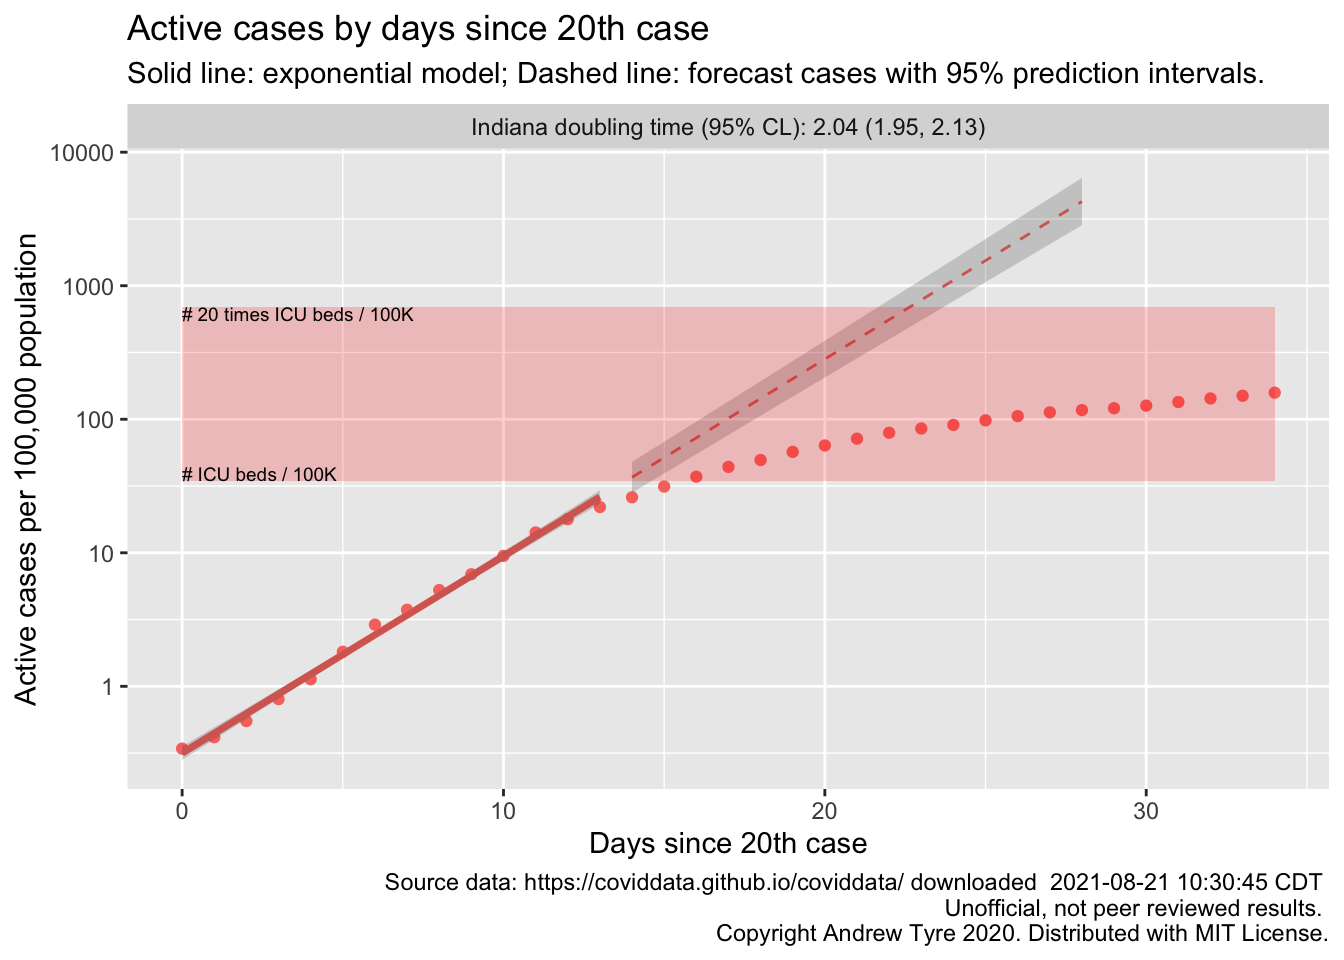 Active cases by days since 20th case
Solid line: exponential model; Dashed line: forecast cases with 95% prediction intervals.
Indiana doubling time (95% CL): 2.04 (1.95, 2.13)
Active cases per 100,000 population
10000
1000
100
10
1
# 20 times ICU beds / 100K
# ICU beds / 100K
0
10
20
30
Days since 20th case
Source data: https://coviddata.github.io/coviddata/ downloaded  2021-08-21 10:30:45 CDT
Unofficial, not peer reviewed results.
Copyright Andrew Tyre 2020. Distributed with MIT License.